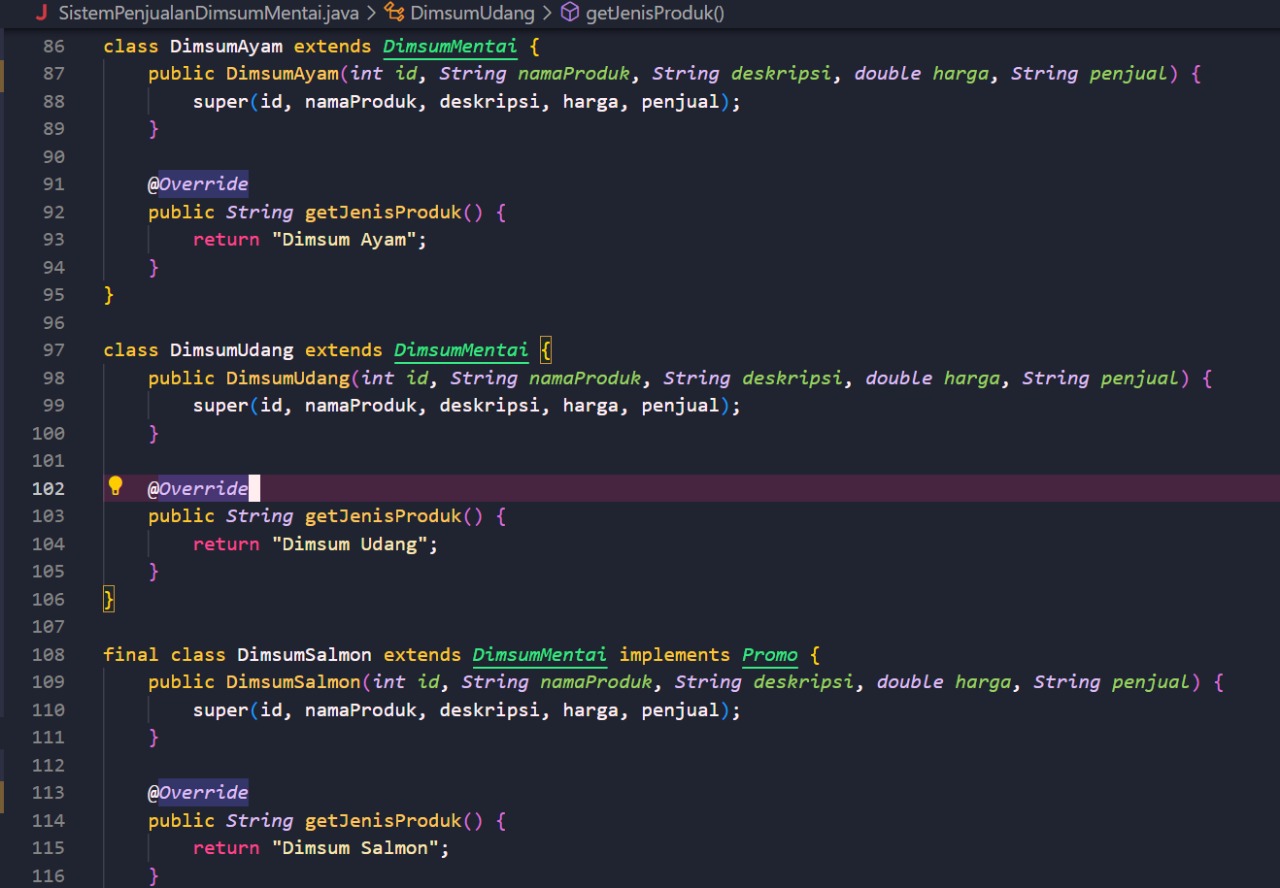 SistemPenjualanDimsumMentai.java > DimsumUdang > getJenisProduk()
86 class DimsumAyam extends DimsumMentai {
87 public DimsumAyam(int id, String namaProduk, String deskripsi, double harga, String penjual) {
88 super(id, namaProduk, deskripsi, harga, penjual);
89 }
90
91 @Override
92 public String getJenisProduk() {
93 return "Dimsum Ayam";
94 }
95 }
96
97 class DimsumUdang extends DimsumMentai {
98 public DimsumUdang(int id, String namaProduk, String deskripsi, double harga, String penjual) {
99 super(id, namaProduk, deskripsi, harga, penjual);
100 }
101
102 @Override
103 public String getJenisProduk() {
104 return "Dimsum Udang";
105 }
106 }
107
108 final class DimsumSalmon extends DimsumMentai implements Promo {
109 public DimsumSalmon(int id, String namaProduk, String deskripsi, double harga, String penjual) {
110 super(id, namaProduk, deskripsi, harga, penjual);
111 }
112
113 @Override
114 public String getJenisProduk() {
115 return "Dimsum Salmon";
116 }